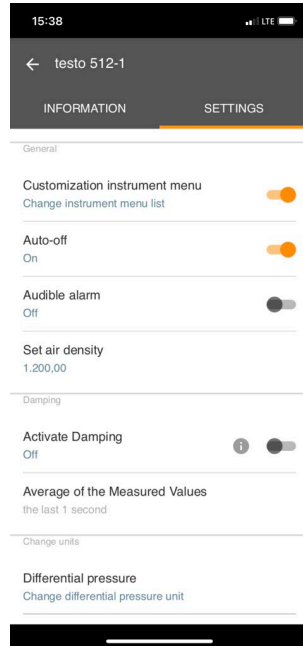 15:38
LTE
testo 512-1
INFORMATION SETTINGS
General
Customization instrument menu
Change instrument menu list
Auto-off
On
Audible alarm
Off
Set air density
1.200,00
Damping
Activate Damping
Off
Average of the Measured Values
the last 1 second
Change units
Differential pressure
Change differential pressure unit